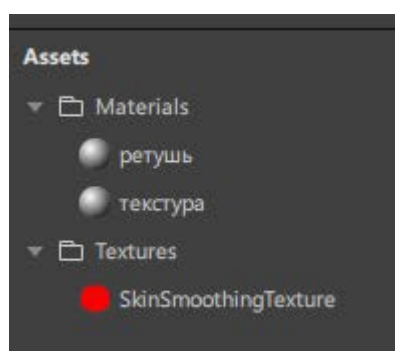 Assets
Materials
ретушь
текстура
Textures
SkinSmoothingTexture